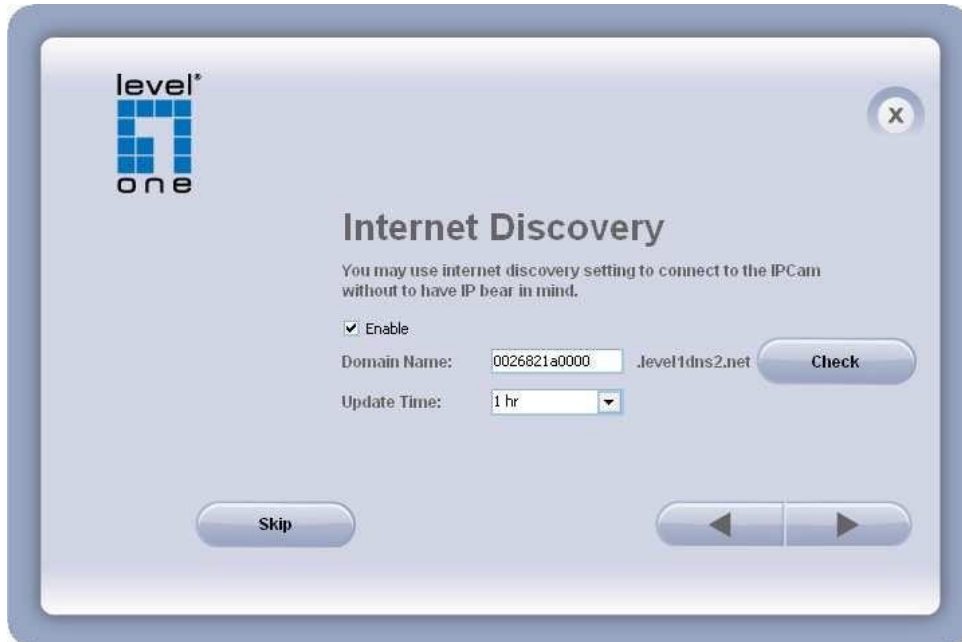 level®
one
X
Internet Discovery
You may use internet discovery setting to connect to the IPCam
without to have IP bear in mind.
Enable
Domain Name: 0026821a0000 .level1dns2.net Check
Update Time: 1 hr
Skip